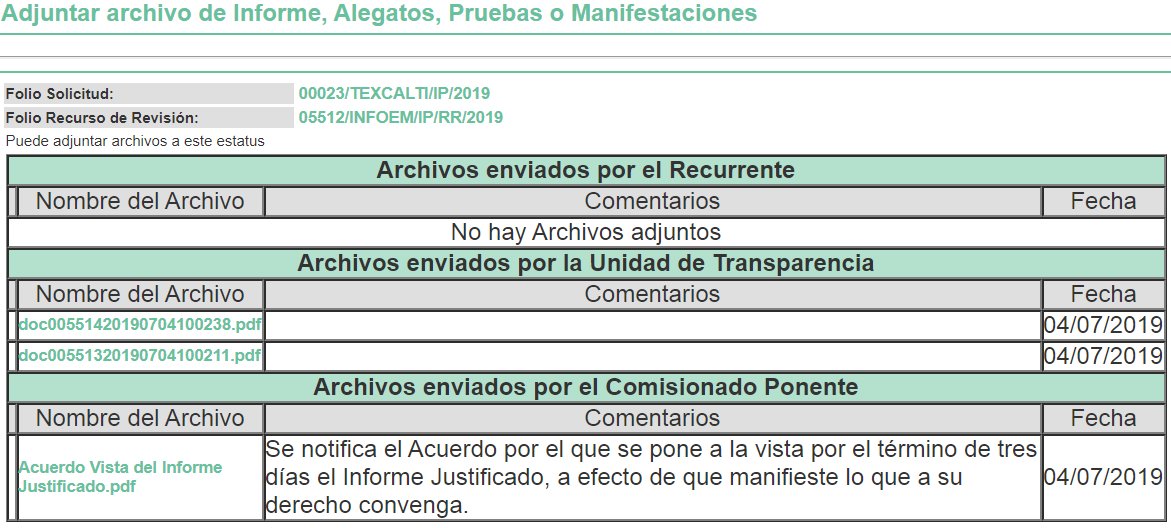 Adjuntar archivo de Informe, Alegatos, Pruebas o Manifestaciones
Folio Solicitud: 00023/TEXCALTI/IP/2019
Folio Recurso de Revisión: 05512/INFOEM/IP/RR/2019
Puede adjuntar archivos a este estatus
Archivos enviados por el Recurrente
Nombre del Archivo Comentarios Fecha
No hay Archivos adjuntos
Archivos enviados por la Unidad de Transparencia
Nombre del Archivo Comentarios Fecha
doc00551420190704100238.pdf 04/07/2019
doc00551320190704100211.pdf 04/07/2019
Archivos enviados por el Comisionado Ponente
Nombre del Archivo Comentarios Fecha
Acuerdo Vista del Informe
Justificado.pdf
Se notifica el Acuerdo por el que se pone a la vista por el término de tres
días el Informe Justificado, a efecto de que manifieste lo que a su
derecho convenga.
04/07/2019